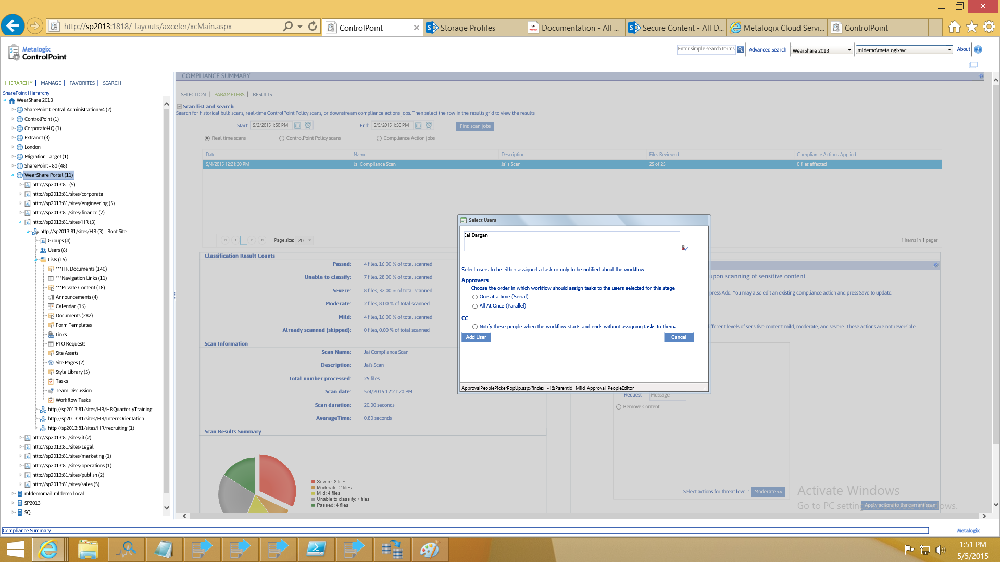 http://sp2013:1818/_layouts/axceler/xcMain.aspx
ControlPoint
Storage Profiles
Documentation - All ...
Secure Content - All D...
Metalogix Cloud Servi...
ControlPoint
Metalogix
ControlPoint
Enter simple search terms
Advanced Search
WearShare 2013
mldemo\metalogixsvc
About
HIERARCHY | MANAGE | FAVORITES | SEARCH
SharePoint Hierarchy
WearShare 2013
SharePoint Central Administration v4 (2)
ControlPoint (1)
CorporateHQ (1)
Extranet (3)
London
Migration Target (1)
SharePoint - 80 (48)
WearShare Portal (11)
http://sp2013:81 (5)
http://sp2013:81/sites/corporate
http://sp2013:81/sites/engineering (5)
http://sp2013:81/sites/finance (2)
http://sp2013:81/sites/HR (3)
http://sp2013:81/sites/HR (3) - Root Site
Groups (4)
Users (6)
Lists (15)
***HR Documents (140)
***Navigation Links (11)
***Private Content (18)
Announcements (4)
Calendar (16)
Documents (282)
Form Templates
Links
PTO Requests
Site Assets
Site Pages (2)
Style Library (5)
Tasks
Team Discussion
Workflow Tasks
http://sp2013:81/sites/HR/HRQuarterlyTraining
http://sp2013:81/sites/HR/InternOrientation
http://sp2013:81/sites/HR/recruiting (1)
http://sp2013:81/sites/it (2)
http://sp2013:81/sites/Legal
http://sp2013:81/sites/marketing (1)
http://sp2013:81/sites/operations (1)
http://sp2013:81/sites/publish (2)
http://sp2013:81/sites/sales (5)
mldemomail.mldemo.local
SP2013
SQL
COMPLIANCE SUMMARY
SELECTION | PARAMETERS | RESULTS
Scan list and search
Search for historical bulk scans, real-time ControlPoint Policy scans, or downstream compliance actions jobs. Then select the row in the results grid to view the results.
Start: 5/2/2015 1:50 PM
End: 5/5/2015 1:50 PM
Find scan jobs
Real time scans
ControlPoint Policy scans
Compliance Action jobs
Date Name Description Files Reviewed Compliance Actions Applied
5/4/2015 12:21:20 PM Jai Compliance Scan Jai's Scan 25 of 25 0 files affected
1
Page size: 20
1 items in 1 pages
Classification Result Counts
Passed: 4 files, 16.00 % of total scanned
Unable to classify: 7 files, 28.00 % of total scanned
Severe: 8 files, 32.00 % of total scanned
Moderate: 2 files, 8.00 % of total scanned
Mild: 4 files, 16.00 % of total scanned
Already scanned (skipped): 0 files, 0.00 % of total scanned
Scan Information
Scan Name: Jai Compliance Scan
Description: Jai's Scan
Total number processed: 25 files
Scan date: 5/4/2015 12:21:20 PM
Scan duration: 20.00 seconds
AverageTime: 0.80 seconds
Scan Results Summary
Severe: 8 files
Moderate: 2 files
Mild: 4 files
Unable to classify: 7 files
Passed: 4 files
Select Users
Jai Dargan
Select users to be either assigned a task or only to be notified about the workflow
Approvers
Choose the order in which workflow should assign tasks to the users selected for this stage
One at a time (Serial)
All At Once (Parallel)
CC
Notify these people when the workflow starts and ends without assigning tasks to them.
Add User
Cancel
ApprovalPeoplePickerPopUp.aspx?Index=-1&ParentId=Mild_Approval_PeopleEditor
upon scanning of sensitive content.
press Add. You may also edit an existing compliance action and press Save to update.
fferent levels of sensitive content: mild, moderate, and severe. These actions are not reversible.
Request
Message
Remove Content
Select actions for threat level : Moderate >>
Apply actions to the current scan
Activate Windows
Go to PC settin
ows.
Compliance Summary
Metalogix
1:51 PM
5/5/2015